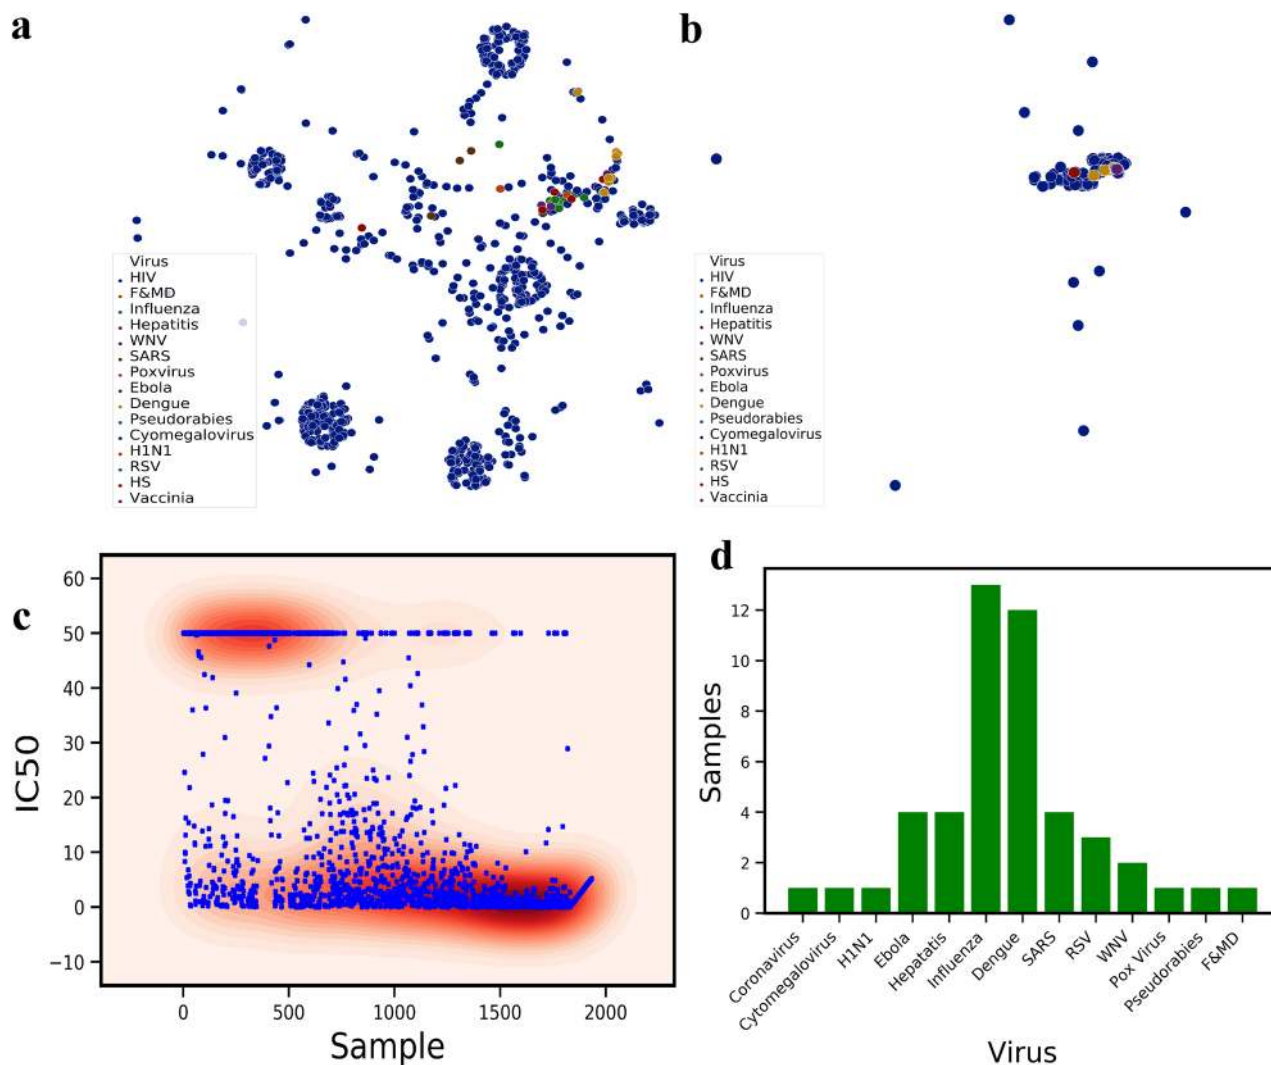 a
Virus
HIV
F&MD
Influenza
Hepatitis
WNV
SARS
Poxvirus
Ebola
Dengue
Pseudorabies
Cyomegalovirus
H1N1
RSV
HS
Vaccinia
b
Virus
HIV
F&MD
Influenza
Hepatitis
WNV
SARS
Poxvirus
Ebola
Dengue
Pseudorabies
Cyomegalovirus
H1N1
RSV
HS
Vaccinia
c
IC50
60
50
40
30
20
10
0
−10
0 500 1000 1500 2000
Sample
d
Samples
12
10
8
6
4
2
0
Coronavirus
Cytomegalovirus
H1N1
Ebola
Hepatatis
Influenza
Dengue
SARS
RSV
WNV
Pox Virus
Pseudorabies
F&MD
Virus